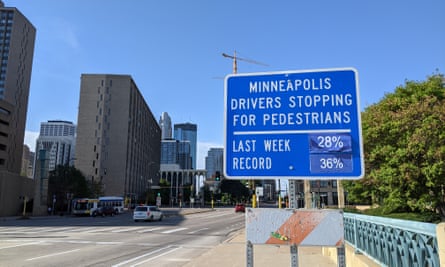 MINNEAPOLIS
DRIVERS STOPPING
FOR PEDESTRIANS
LAST WEEK 28%
RECORD 36%